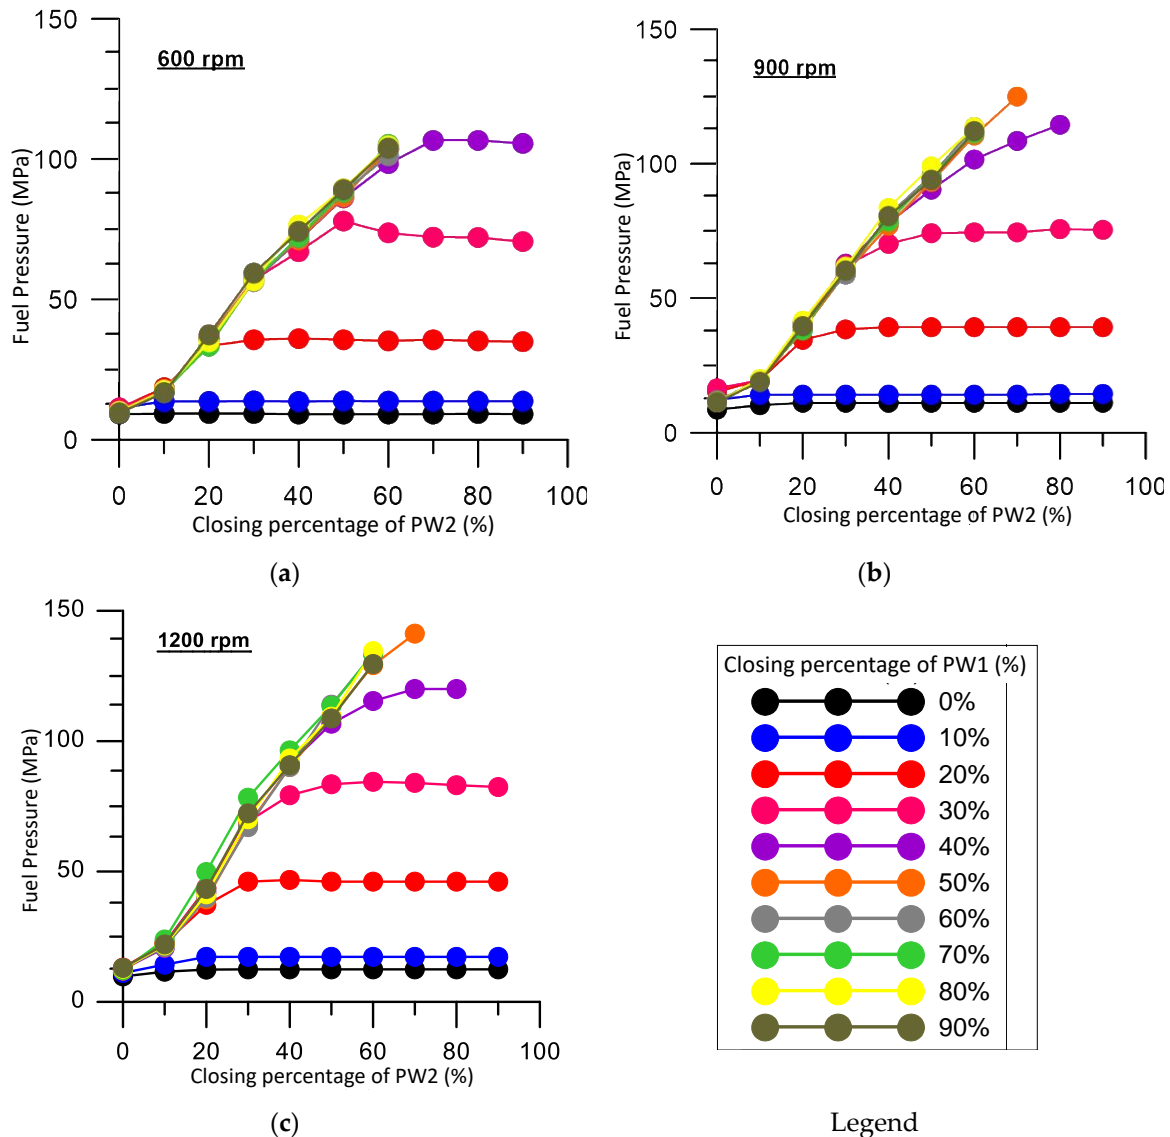 150
600 rpm
100
50
0
Fuel Pressure (MPa)
0 20 40 60 80 100
Closing percentage of PW2 (%)
(a)
150
900 rpm
100
50
0
Fuel Pressure (MPa)
0 20 40 60 80 100
Closing percentage of PW2 (%)
(b)
150
1200 rpm
100
50
0
Fuel Pressure (MPa)
0 20 40 60 80 100
Closing percentage of PW2 (%)
(c)
Closing percentage of PW1 (%)
0%
10%
20%
30%
40%
50%
60%
70%
80%
90%
Legend